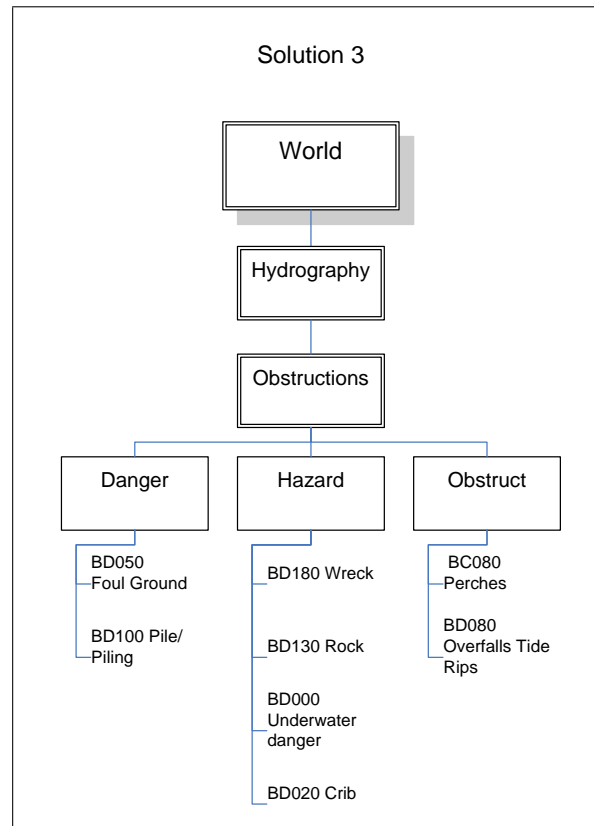 Solution 3
World
Hydrography
Obstructions
Danger
Hazard
Obstruct
BD050
Foul Ground
BD100 Pile/
Piling
BD180 Wreck
BD130 Rock
BD000
Underwater
danger
BD020 Crib
BC080
Perches
BD080
Overfalls Tide
Rips